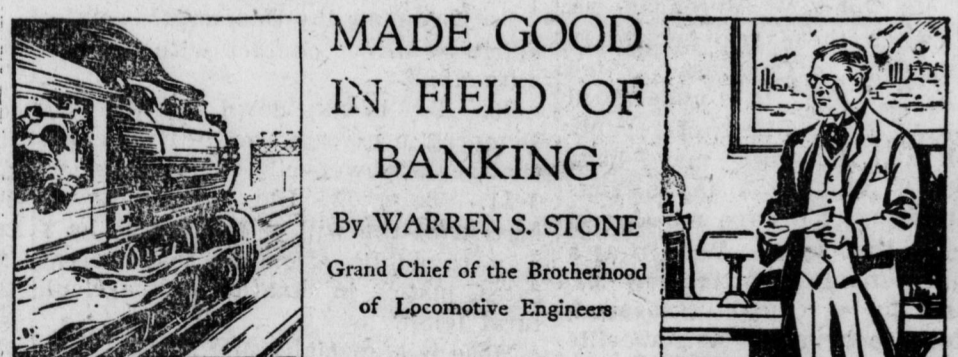 MADE GOOD
IN FIELD OF
BANKING
By WARREN S. STONE
Grand Chief of the Brotherhood
of Locomotive Engineers